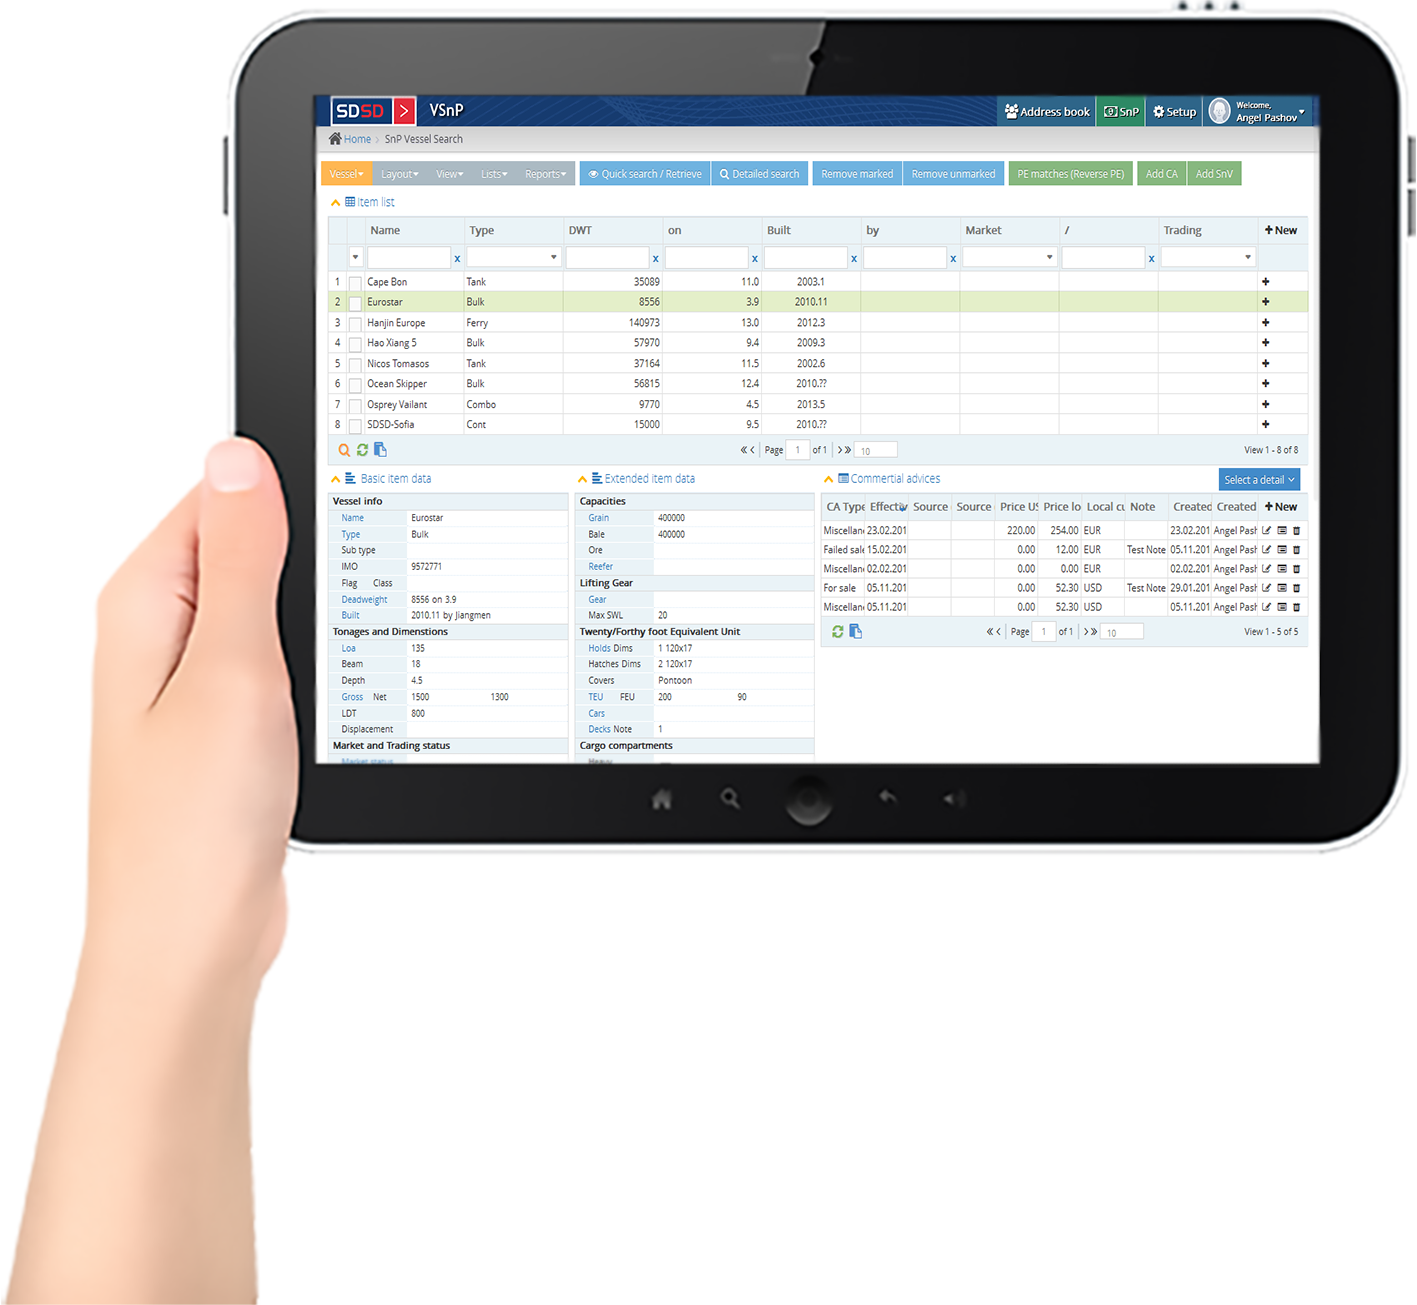 SDSD > VSnP Address book SnP Setup Welcome, Angel Pashov
Home > SnP Vessel Search
Vessel Layout View Lists Reports Quick search / Retrieve Detailed search Remove marked Remove unmarked PE matches (Reverse PE) Add CA Add SnV
Item list
Name Type DWT on Built by Market / Trading +New
x x x x x x
1 Cape Bon Tank 35089 11.0 2003.1 +
2 Eurostar Bulk 8556 3.9 2010.11 +
3 Hanjin Europe Ferry 140973 13.0 2012.3 +
4 Hao Xiang 5 Bulk 57970 9.4 2009.3 +
5 Nicos Tomasos Tank 37164 11.5 2002.6 +
6 Ocean Skipper Bulk 56815 12.4 2010.?? +
7 Osprey Vailant Combo 9770 4.5 2013.5 +
8 SDSD-Sofia Cont 15000 9.5 2010.?? +
Page 1 of 1 10 View 1 - 8 of 8
Basic item data
Vessel info
Name Eurostar
Type Bulk
Sub type
IMO 9572771
Flag Class
Deadweight 8556 on 3.9
Built 2010.11 by Jiangmen
Tonages and Dimenstions
Loa 135
Beam 18
Depth 4.5
Gross Net 1500 1300
LDT 800
Displacement
Market and Trading status
Market status
Extended item data
Capacities
Grain 400000
Bale 400000
Ore
Reefer
Lifting Gear
Gear
Max SWL 20
Twenty/Forthy foot Equivalent Unit
Holds Dims 1 120x17
Hatches Dims 2 120x17
Covers Pontoon
TEU FEU 200 90
Cars
Decks Note 1
Cargo compartments
Heavy
Commertial advices Select a detail
CA Type Effectiv Source Source Price US Price lo Local cu Note Created Created +New
Miscellane 23.02.201 220.00 254.00 EUR 23.02.201 Angel Pash
Failed sale 15.02.201 0.00 12.00 EUR Test Note 05.11.201 Angel Pash
Miscellane 02.02.201 0.00 0.00 EUR 02.02.201 Angel Pash
For sale 05.11.201 0.00 52.30 USD Test Note 29.01.201 Angel Pash
Miscellane 05.11.201 0.00 52.30 USD 05.11.201 Angel Pash
Page 1 of 1 10 View 1 - 5 of 5